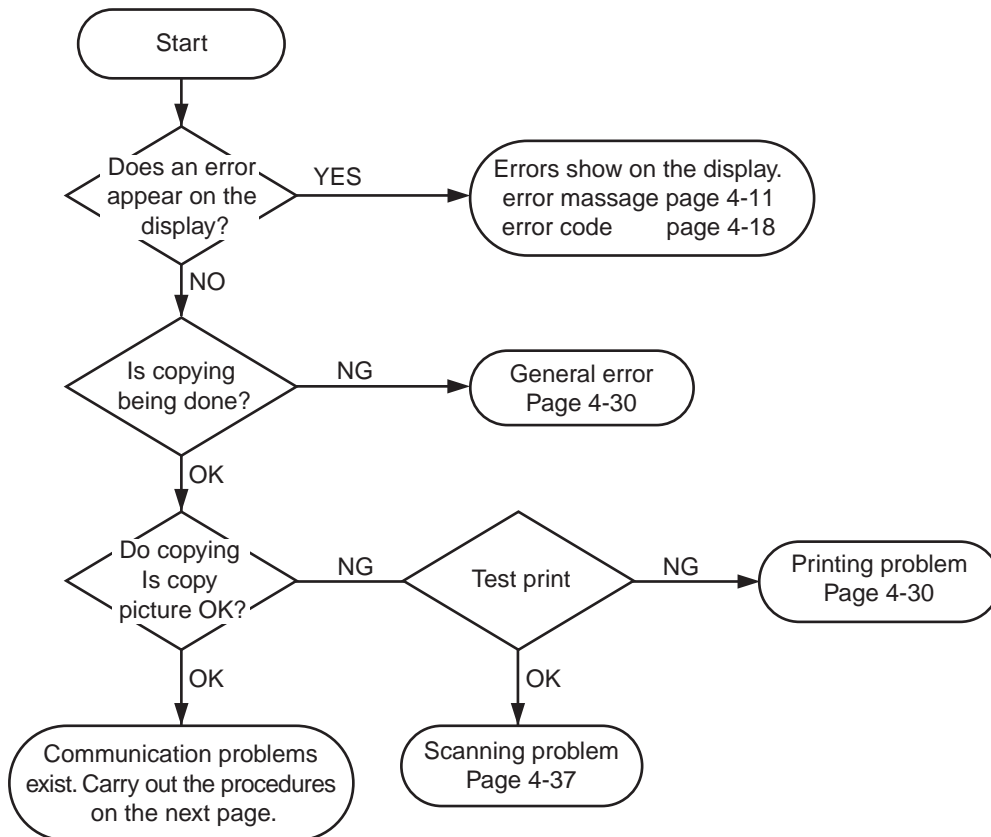 Start
Does an error
appear on the
display?
YES
Errors show on the display.
error massage page 4-11
error code page 4-18
NO
Is copying
being done?
NG
General error
Page 4-30
OK
Do copying
Is copy
picture OK?
NG
Test print
NG
Printing problem
Page 4-30
OK
OK
Communication problems
exist. Carry out the procedures
on the next page.
Scanning problem
Page 4-37